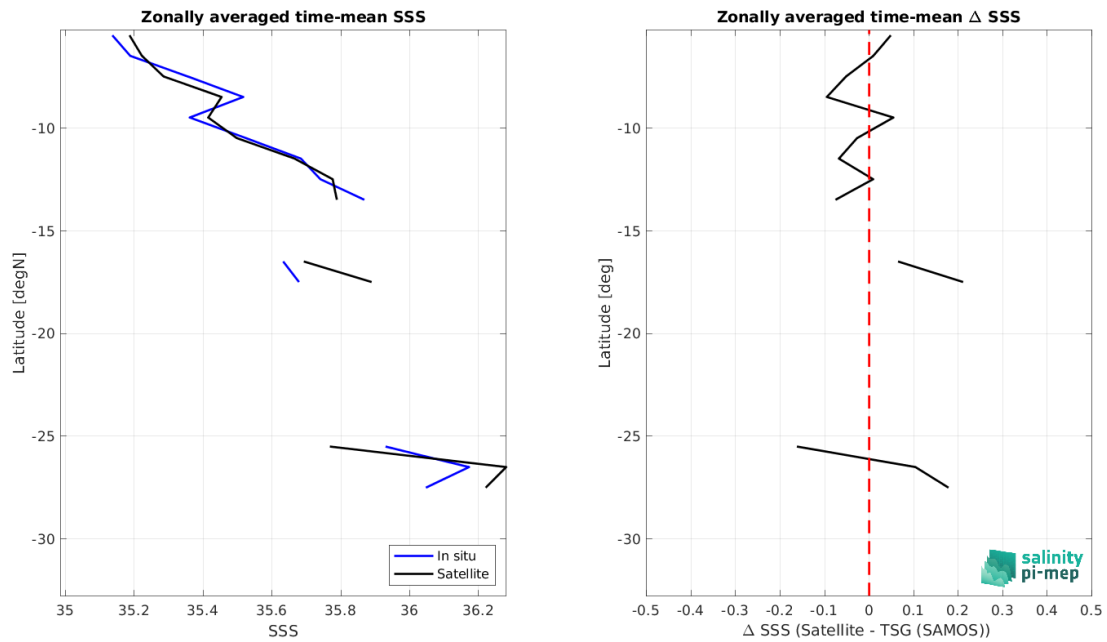 Zonally averaged time-mean SSS
-10
-15
-20
-25
-30
Latitude [degN]
35
35.2
35.4
35.6
35.8
36
36.2
SSS
In situ
Satellite
Zonally averaged time-mean Δ SSS
-10
-15
-20
-25
-30
Latitude [deg]
-0.5
-0.4
-0.3
-0.2
-0.1
0
0.1
0.2
0.3
0.4
0.5
Δ SSS (Satellite - TSG (SAMOS))
salinity
pi-mep